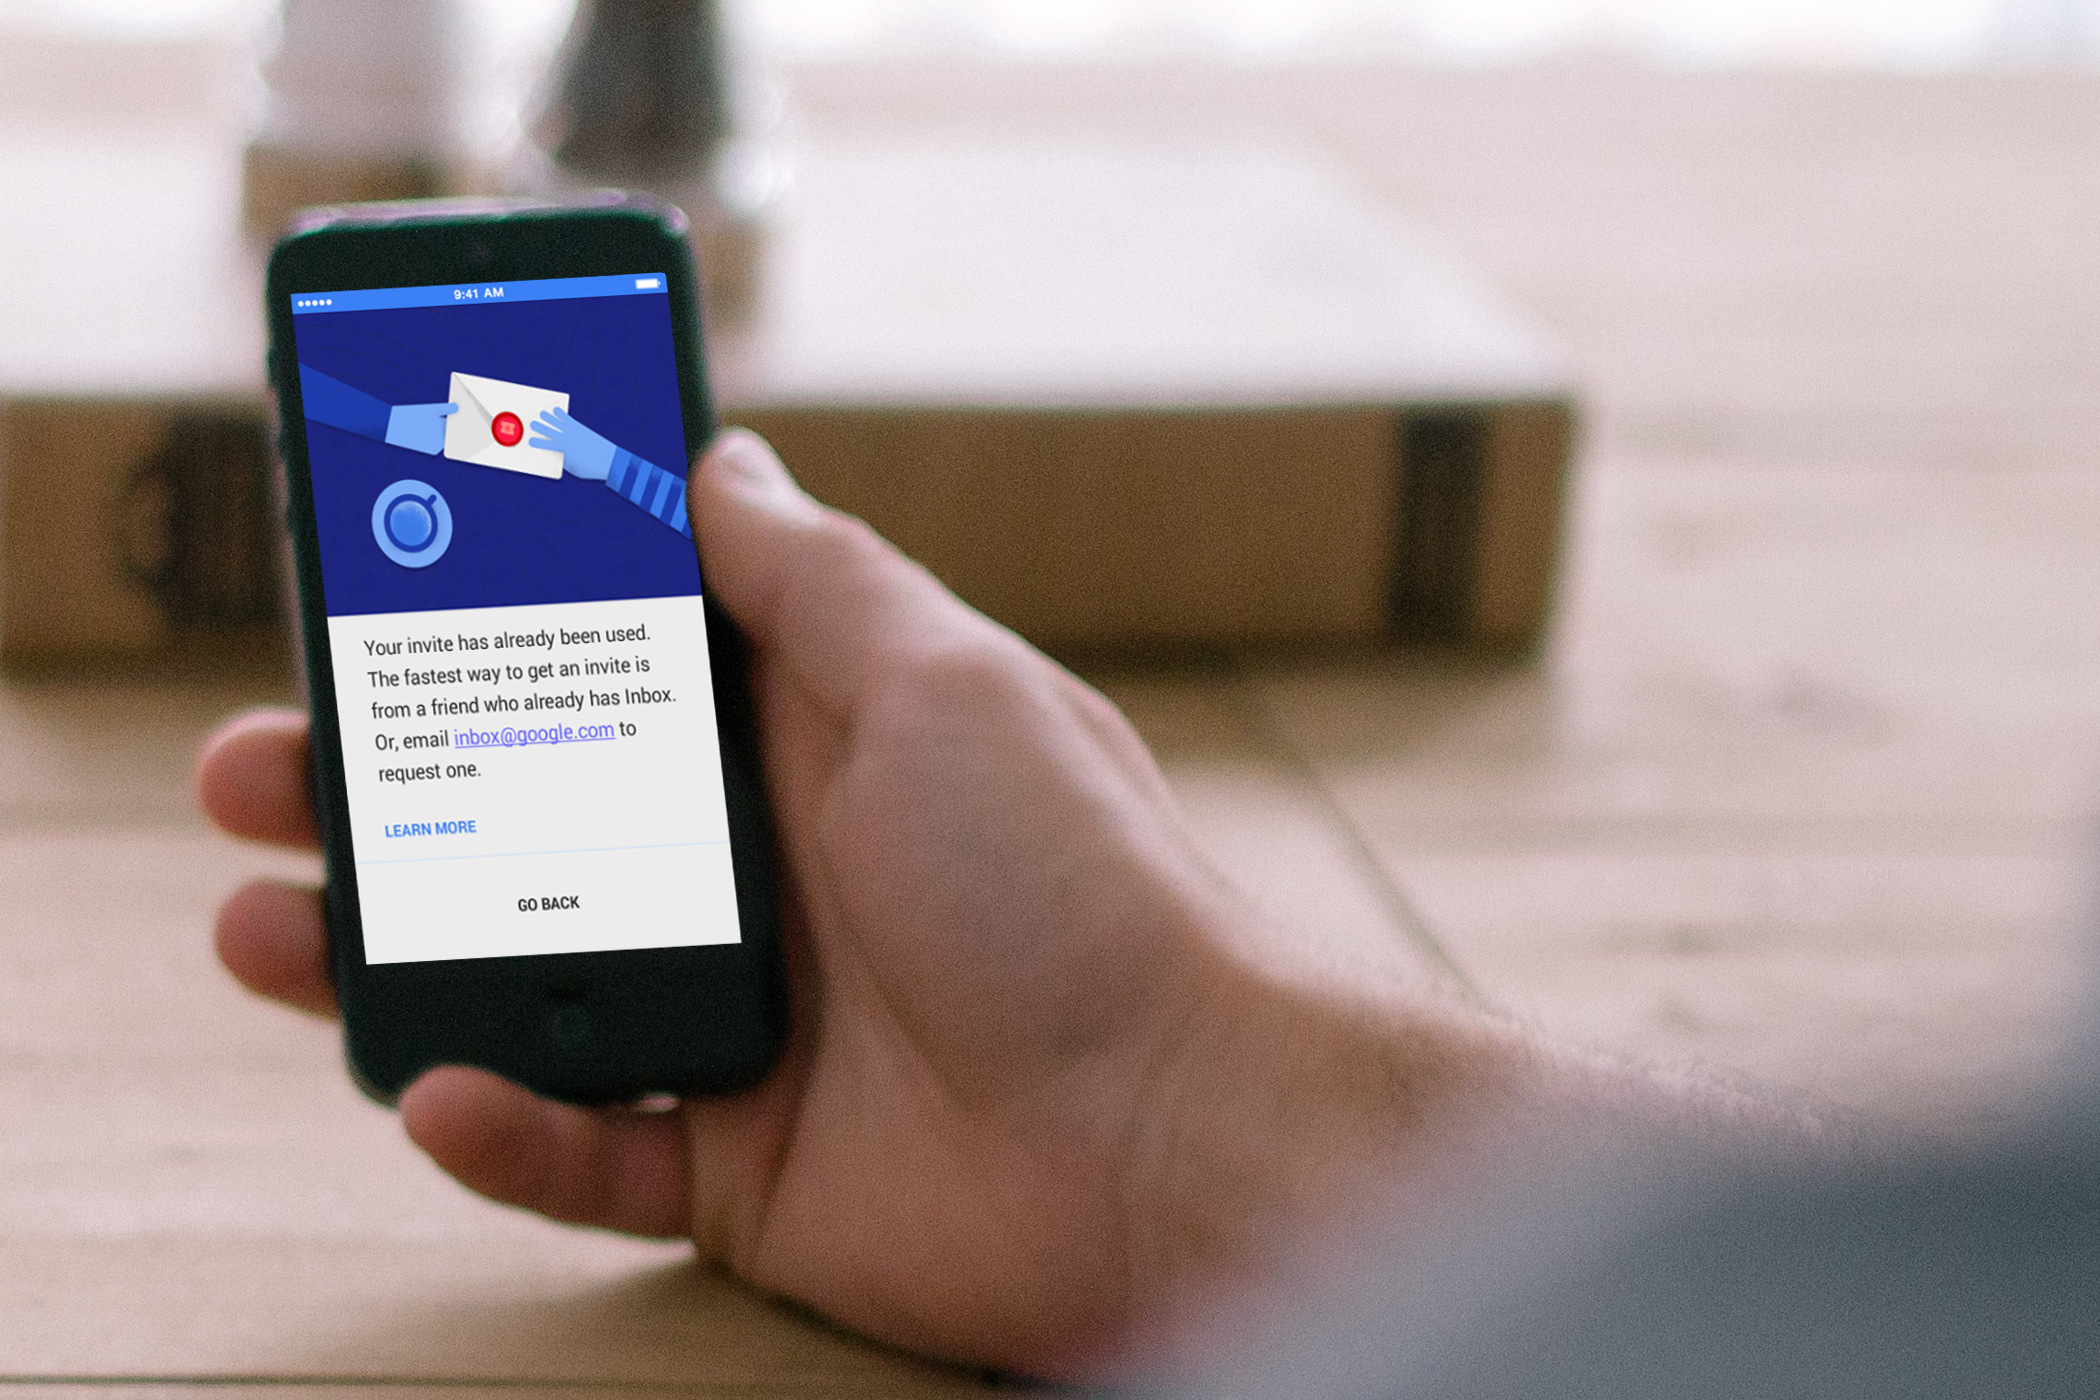 9:41 AM
Your invite has already been used.
The fastest way to get an invite is
from a friend who already has Inbox.
Or, email inbox@google.com to
request one.
LEARN MORE
GO BACK